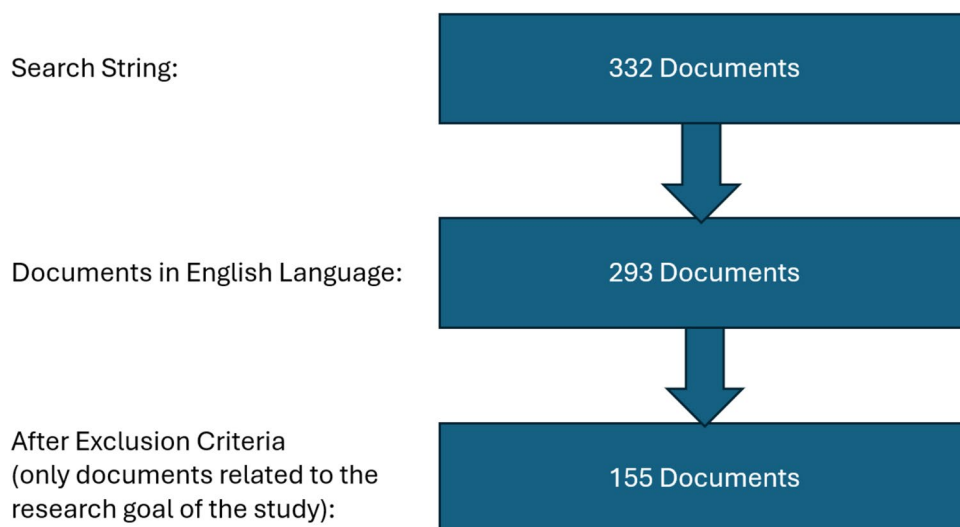 Search String:
332 Documents
Documents in English Language:
293 Documents
After Exclusion Criteria
(only documents related to the
research goal of the study):
155 Documents